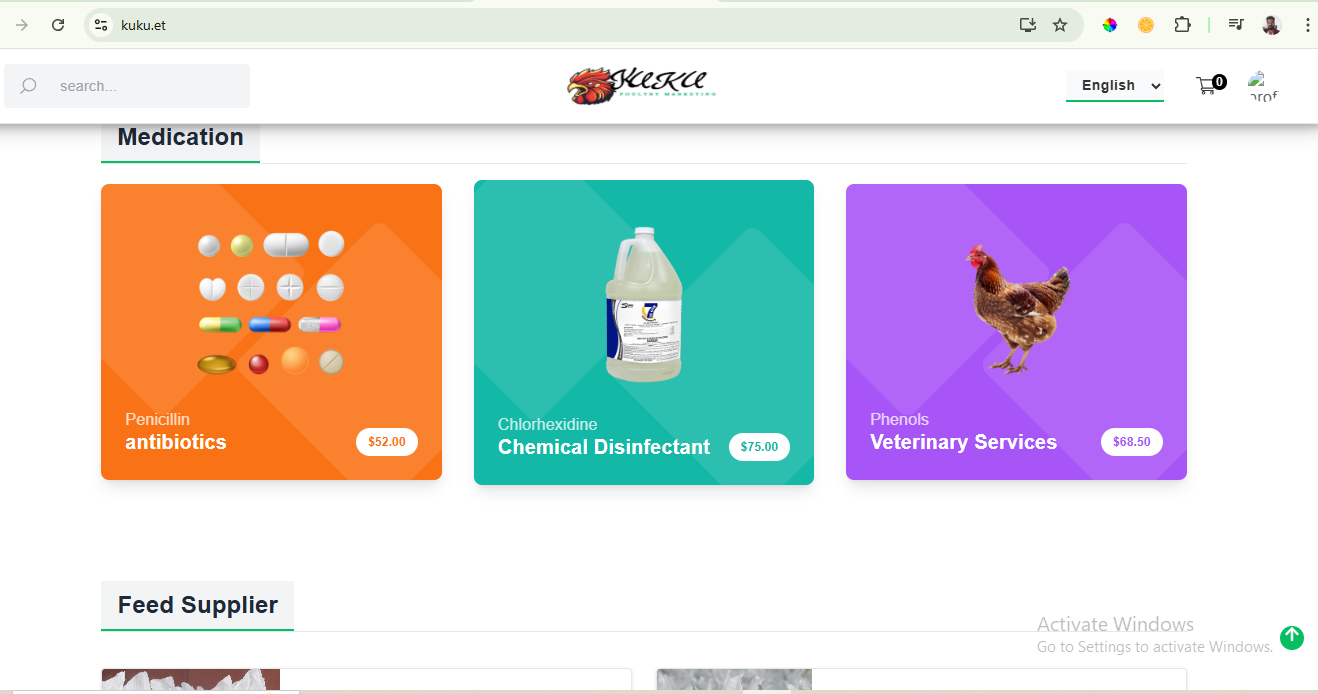 kuku.et
search...
KUKU
POULTRY MARKETING
English
0
prof
Medication
7
Penicillin
antibiotics
$52.00
Chlorhexidine
Chemical Disinfectant
$75.00
Phenols
Veterinary Services
$68.50
Feed Supplier
Activate Windows
Go to Settings to activate Windows.